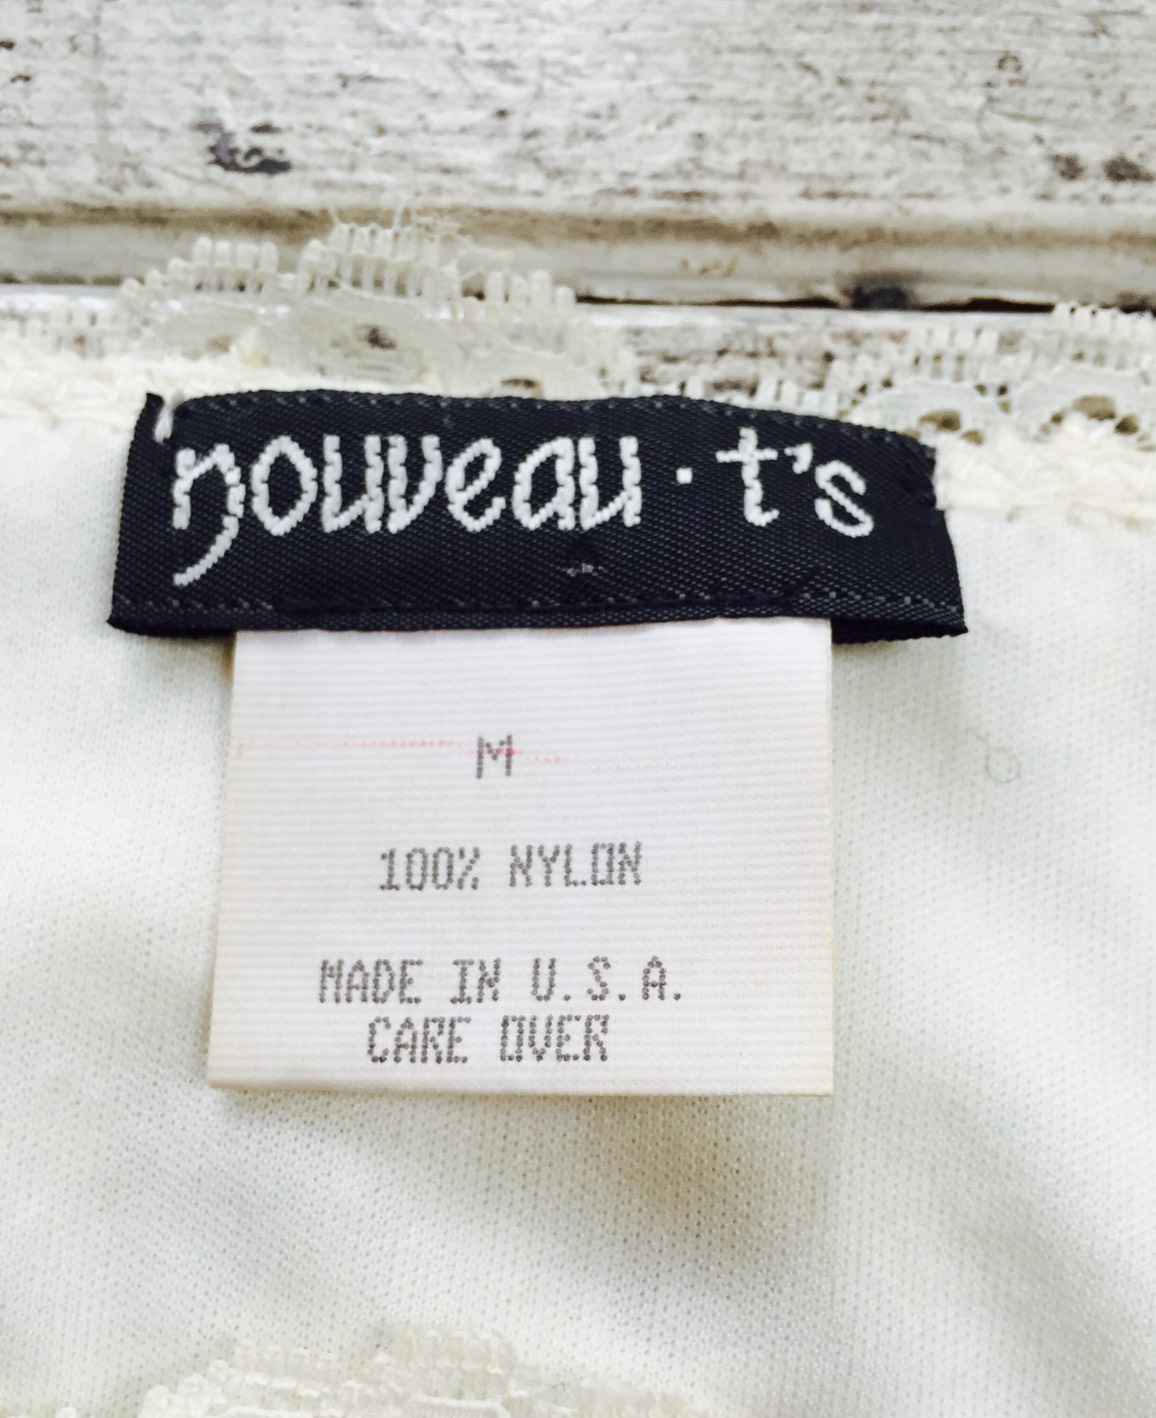 nouveau · t's
M
100% NYLON
MADE IN U.S.A.
CARE OVER